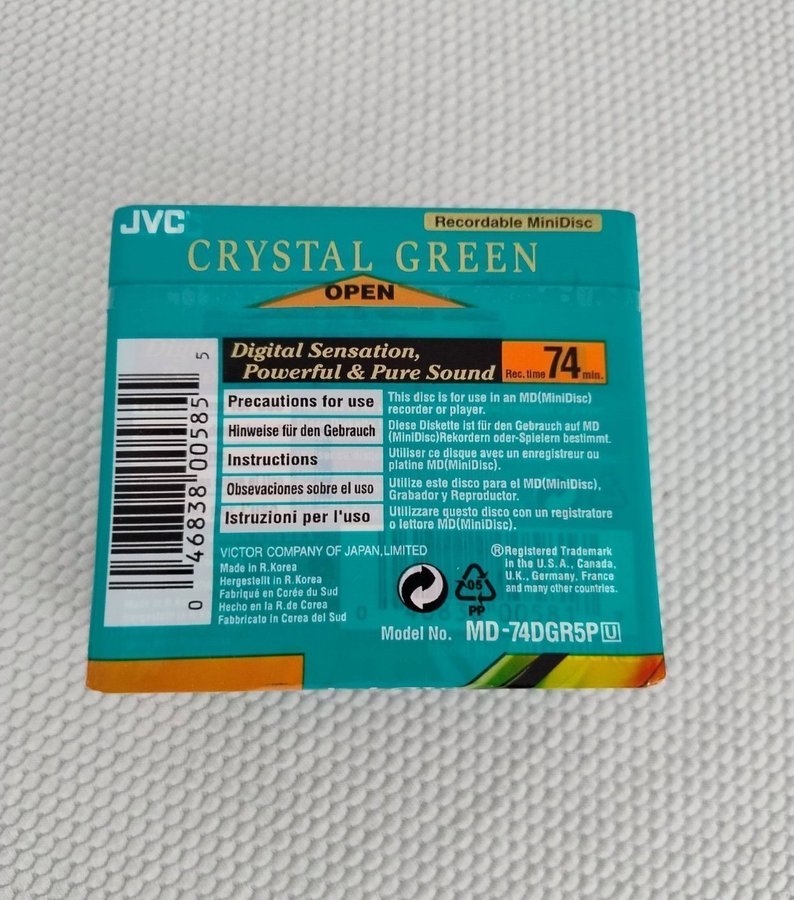 JVC
Recordable MiniDisc
CRYSTAL GREEN
OPEN
Digital Sensation,
Powerful & Pure Sound
Rec.time 74 min.
Precautions for use
This disc is for use in an MD(MiniDisc)
recorder or player.
Hinweise für den Gebrauch
Diese Diskette ist für den Gebrauch auf MD
(MiniDisc)Rekordern oder-Spielern bestimmt.
Instructions
Utiliser ce disque avec un enregistreur ou
platine MD(MiniDisc).
Obsevaciones sobre el uso
Utilize este disco para el MD(MiniDisc),
Grabador y Reproductor.
Istruzioni per l'uso
Utilizzare questo disco con un registratore
o lettore MD(MiniDisc).
0 46838 00585 5
VICTOR COMPANY OF JAPAN,LIMITED
Made in R.Korea
Hergestellt in R.Korea
Fabriqué en Corée du Sud
Hecho en la R.de Corea
Fabbricato in Corea del Sud
®Registered Trademark
in the U.S.A., Canada,
U.K., Germany, France
and many other countries.
05
PP
Model No. MD-74DGR5P U